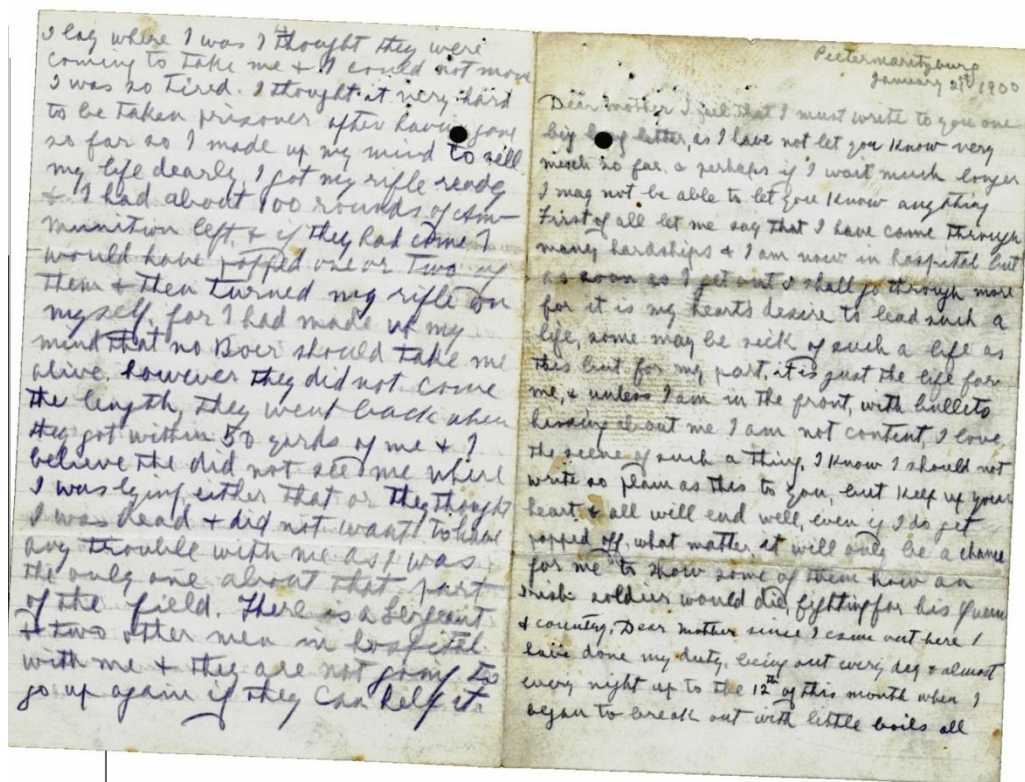 I lay where I was I thought they were
coming to take me & I could not move
I was so tired. I thought it very hard
to be taken prisoner after having gone
so far so I made up my mind to sell
my life dearly, I got my rifle ready
& I had about 100 rounds of Am-
munition left & if they had come I
would have popped one or two of
them & then turned my rifle on
myself, for I had made up my
mind that no Boer should take me
alive. however they did not come
the length, they went back when
they got within 50 yards of me & I
believe the did not see me where
I was lying either that or they thought
I was dead & did not want to have
any trouble with me as I was
the only one about that part
of the field. There is a Sergeant
& two other men in hospital
with me & they are not going to
go up again if they can help it.
Pietermaritzburg
January 21st 1900
Dear mother I feel that I must write to you one
big long letter, as I have not let you know very
much so far. & perhaps if I wait much longer
I may not be able to let you know anything
First of all let me say that I have come through
many hardships & I am now in hospital but
as soon as I get out I shall go through more
for it is my hearts desire to lead such a
life, some may be sick of such a life as
this but for my part, it is just the life for
me, & unless I am in the front, with bullets
hissing about me I am not content, I love
the scene of such a thing, I know I should not
write so plain as this to you, but keep up your
heart & all will end well, even if I do get
popped off. what matter it will only be a chance
for me to show some of them how an
Irish soldier would die, fighting for his Queen
& country, Dear mother since I came out here I
have done my duty. being out every day & almost
every night up to the 12th of this month when I
began to break out with little boils all